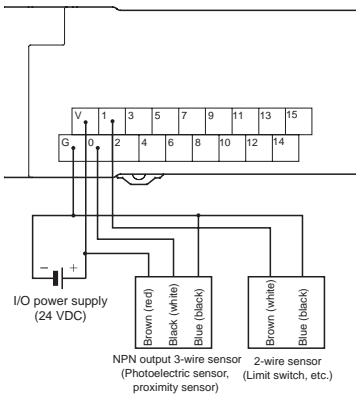 V 1 3 5 7 9 11 13 15
G 0 2 4 6 8 10 12 14
− +
I/O power supply
(24 VDC)
Brown (red)
Black (white)
Blue (black)
Brown (white)
Blue (black)
NPN output 3-wire sensor
(Photoelectric sensor,
proximity sensor)
2-wire sensor
(Limit switch, etc.)